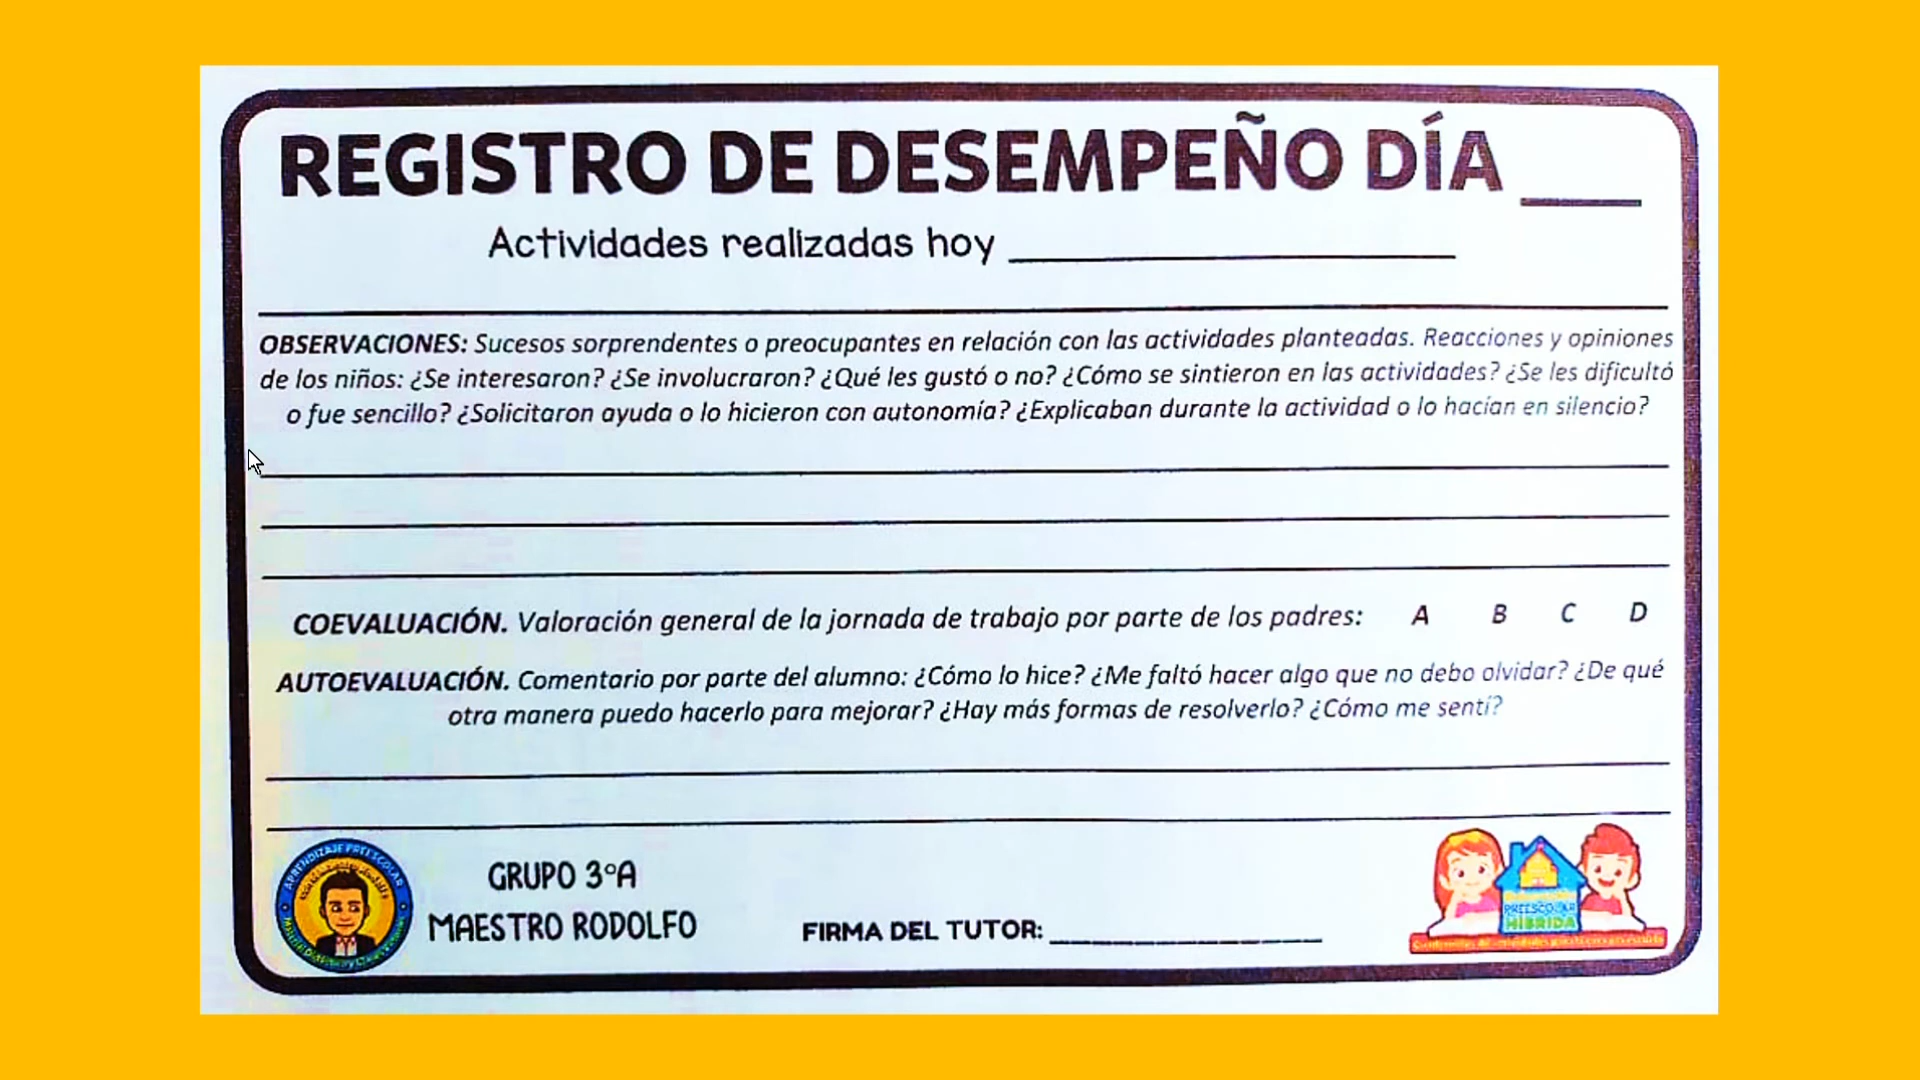 REGISTRO DE DESEMPEÑO DÍA ____
Actividades realizadas hoy ____________________
OBSERVACIONES: Sucesos sorprendentes o preocupantes en relación con las actividades planteadas. Reacciones y opiniones
de los niños: ¿Se interesaron? ¿Se involucraron? ¿Qué les gustó o no? ¿Cómo se sintieron en las actividades? ¿Se les dificultó
o fue sencillo? ¿Solicitaron ayuda o lo hicieron con autonomía? ¿Explicaban durante la actividad o lo hacían en silencio?
COEVALUACIÓN. Valoración general de la jornada de trabajo por parte de los padres: A B C D
AUTOEVALUACIÓN. Comentario por parte del alumno: ¿Cómo lo hice? ¿Me faltó hacer algo que no debo olvidar? ¿De qué
otra manera puedo hacerlo para mejorar? ¿Hay más formas de resolverlo? ¿Cómo me sentí?
APRENDIZAJE PREESCOLAR
GRUPO 3°A
MAESTRO RODOLFO
FIRMA DEL TUTOR: ____________________
PREESCOLAR
HÍBRIDA